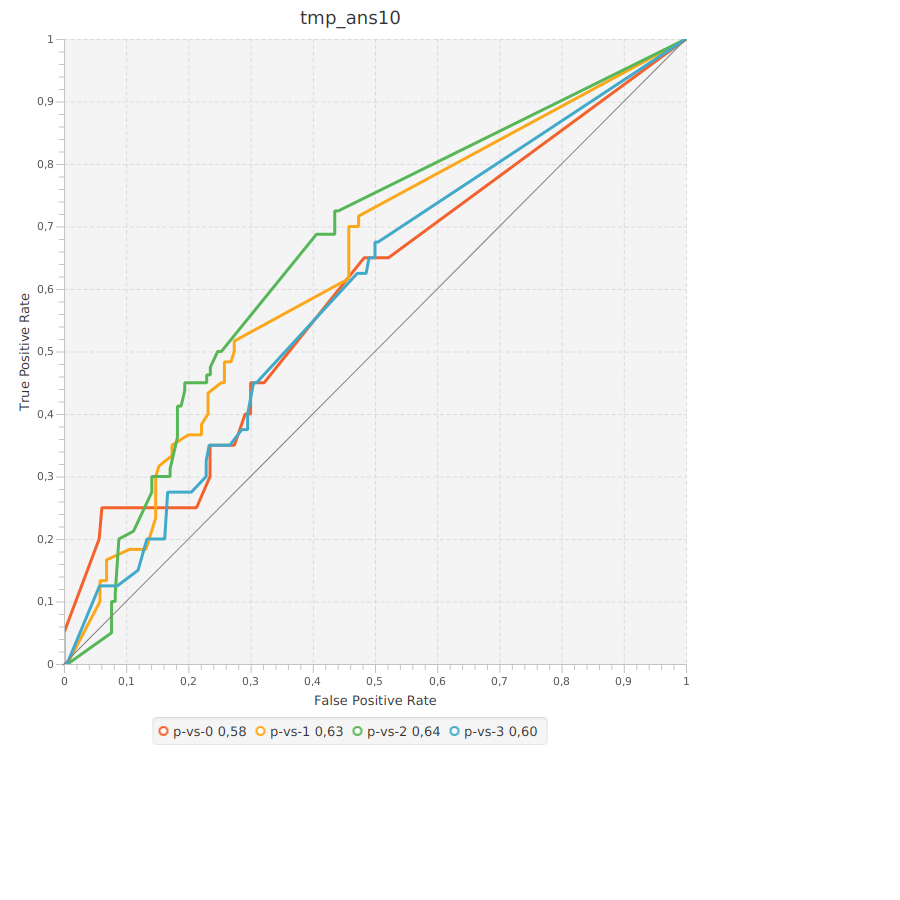 tmp_ans10
1
0,9
0,8
0,7
0,6
0,5
0,4
0,3
0,2
0,1
0
True Positive Rate
0 0,1 0,2 0,3 0,4 0,5 0,6 0,7 0,8 0,9 1
False Positive Rate
p-vs-0 0,58 p-vs-1 0,63 p-vs-2 0,64 p-vs-3 0,60